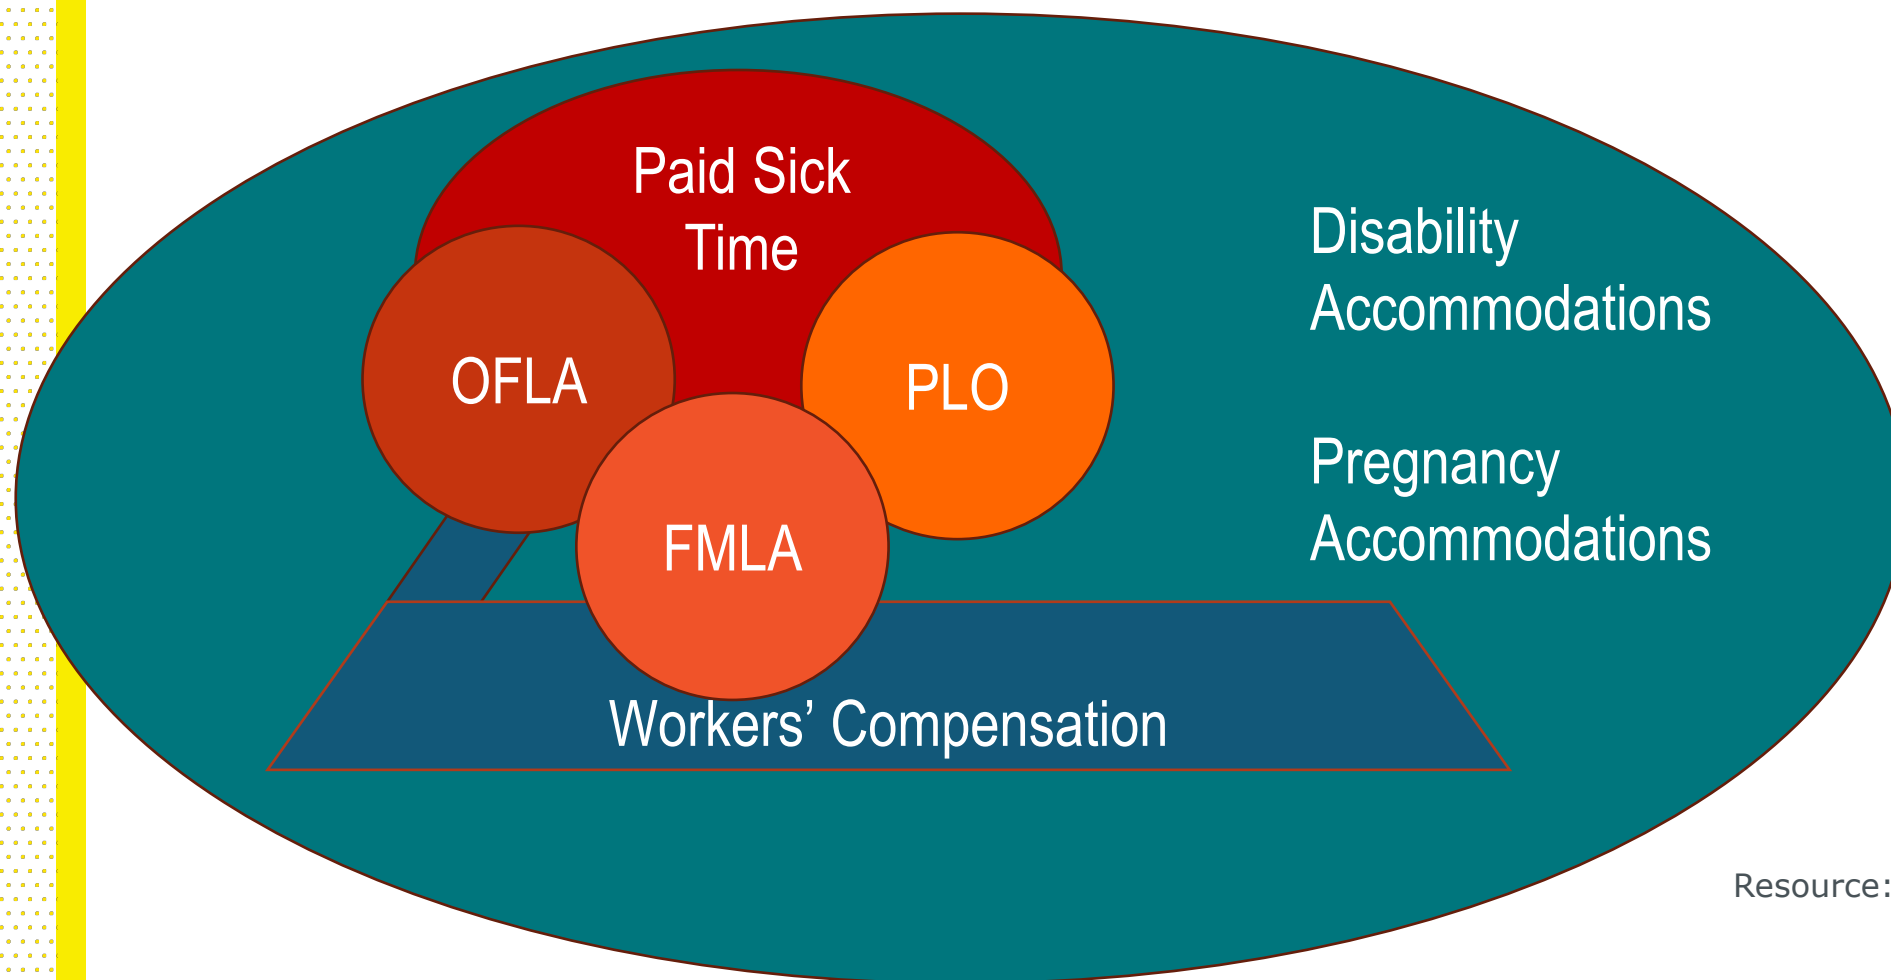 Paid Sick
Time
OFLA
PLO
FMLA
Disability
Accommodations
Pregnancy
Accommodations
Workers’ Compensation
Resource: